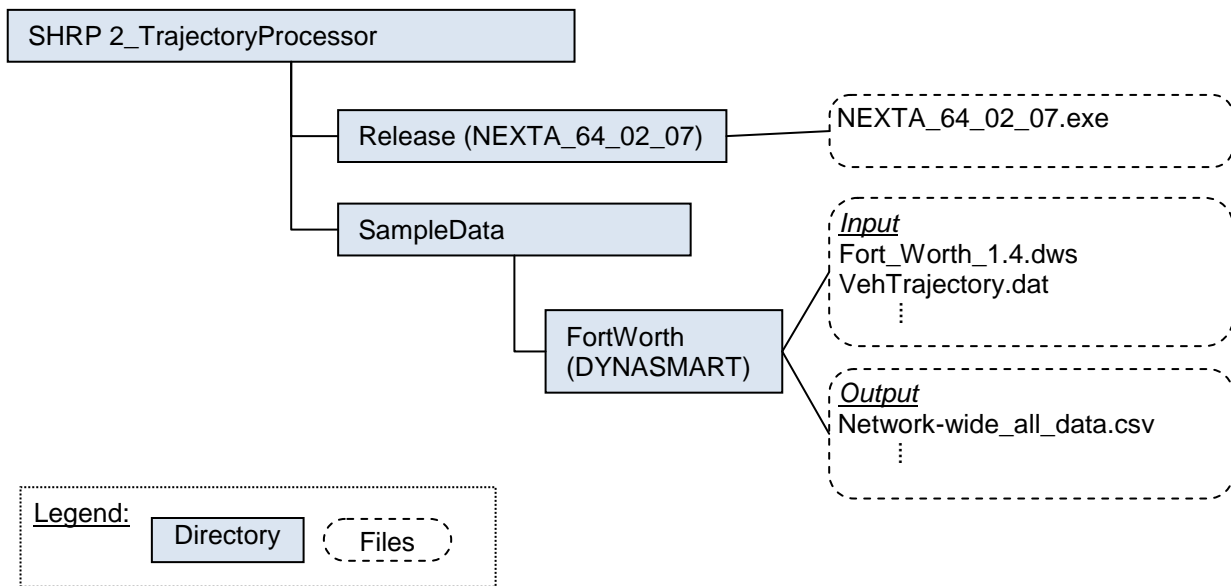 SHRP 2_TrajectoryProcessor
Release (NEXTA_64_02_07)
NEXTA_64_02_07.exe
SampleData
Input
Fort_Worth_1.4.dws
VehTrajectory.dat
FortWorth
(DYNASMART)
Output
Network-wide_all_data.csv
Legend:
Directory
Files